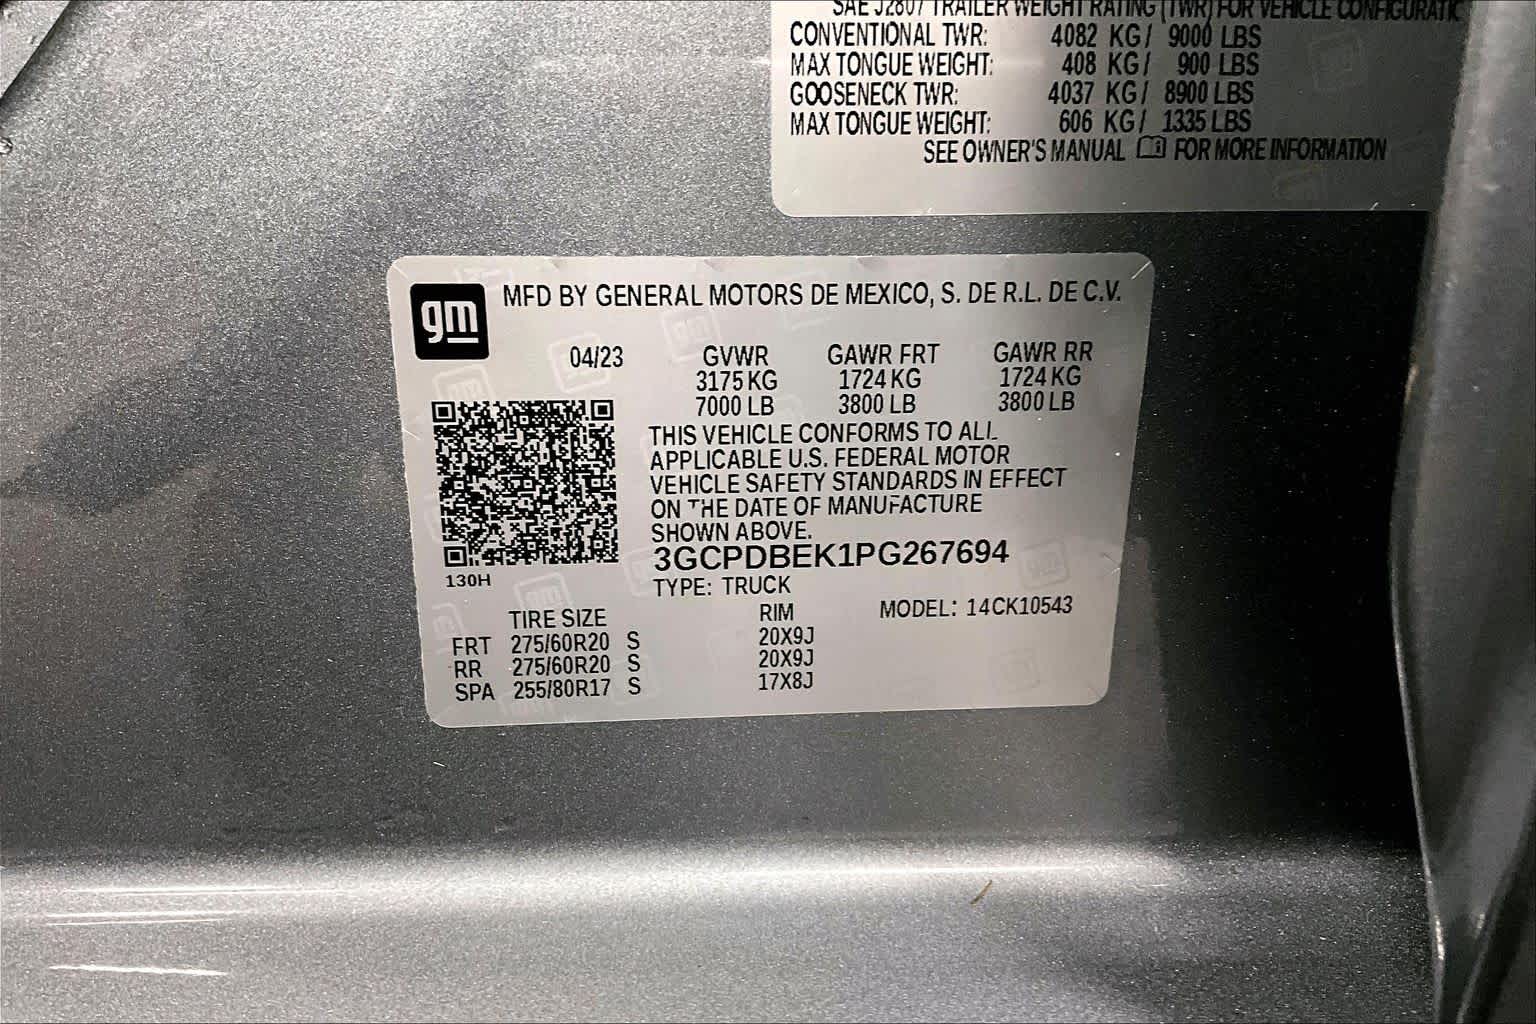 SAE J2807 TRAILER WEIGHT RATING (TWR) FOR VEHICLE CONFIGURATIC
CONVENTIONAL TWR: 4082 KG/ 9000 LBS
MAX TONGUE WEIGHT: 408 KG/ 900 LBS
GOOSENECK TWR: 4037 KG/ 8900 LBS
MAX TONGUE WEIGHT: 606 KG/ 1335 LBS
SEE OWNER'S MANUAL FOR MORE INFORMATION
gm
MFD BY GENERAL MOTORS DE MEXICO, S. DE R.L. DE C.V.
04/23 GVWR GAWR FRT GAWR RR
3175 KG 1724 KG 1724 KG
7000 LB 3800 LB 3800 LB
THIS VEHICLE CONFORMS TO ALL
APPLICABLE U.S. FEDERAL MOTOR
VEHICLE SAFETY STANDARDS IN EFFECT
ON THE DATE OF MANUFACTURE
SHOWN ABOVE.
3GCPDBEK1PG267694
130H
TYPE: TRUCK
TIRE SIZE RIM MODEL: 14CK10543
FRT 275/60R20 S 20X9J
RR 275/60R20 S 20X9J
SPA 255/80R17 S 17X8J